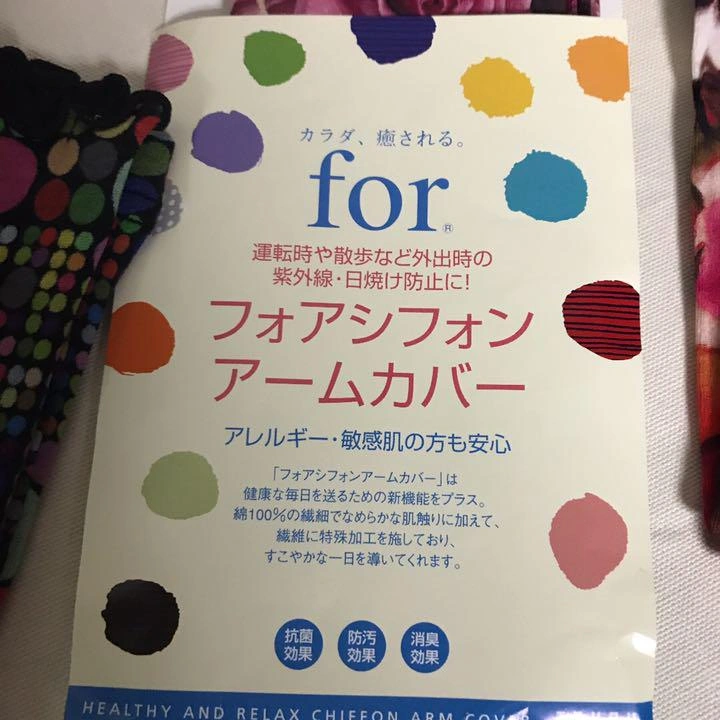 カラダ、癒される。
for®
運転時や散歩など外出時の
紫外線・日焼け防止に!
フォアシフォン
アームカバー
アレルギー・敏感肌の方も安心
「フォアシフォンアームカバー」は
健康な毎日を送るための新機能をプラス。
綿100%の繊細でなめらかな肌触りに加えて、
繊維に特殊加工を施しており、
すこやかな一日を導いてくれます。
抗菌効果
防汚効果
消臭効果
HEALTHY AND RELAX CHIFFON ARM COVER